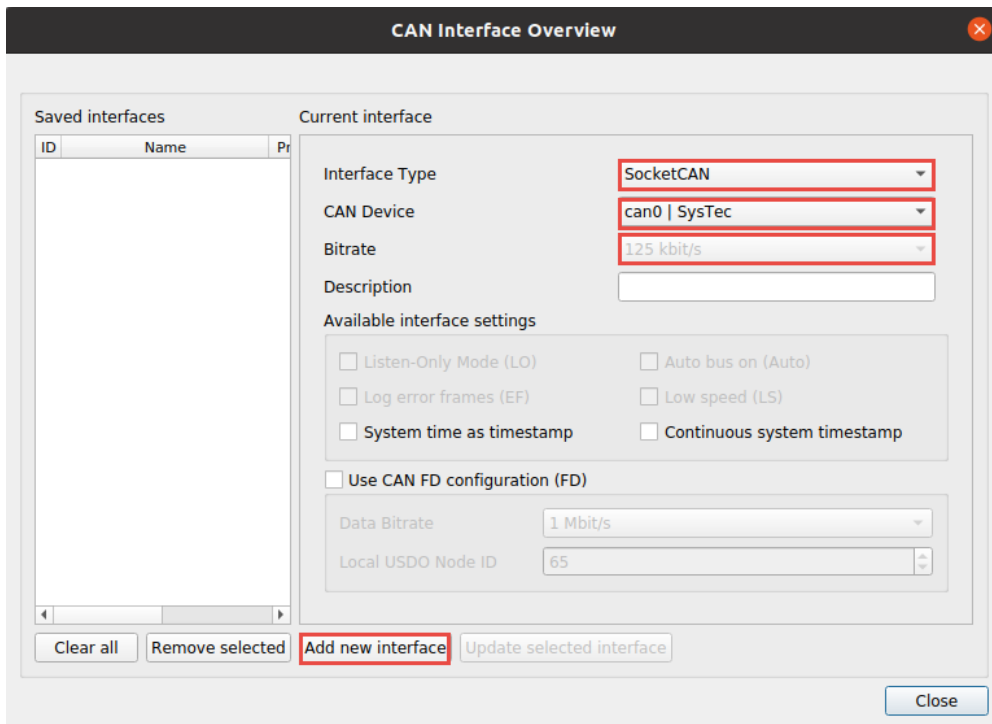 CAN Interface Overview
Saved interfaces
Current interface
ID Name Pr
Interface Type SocketCAN
CAN Device can0 | SysTec
Bitrate 125 kbit/s
Description
Available interface settings
Listen-Only Mode (LO) Auto bus on (Auto)
Log error frames (EF) Low speed (LS)
System time as timestamp Continuous system timestamp
Use CAN FD configuration (FD)
Data Bitrate 1 Mbit/s
Local USDO Node ID 65
Clear all Remove selected Add new interface Update selected interface
Close